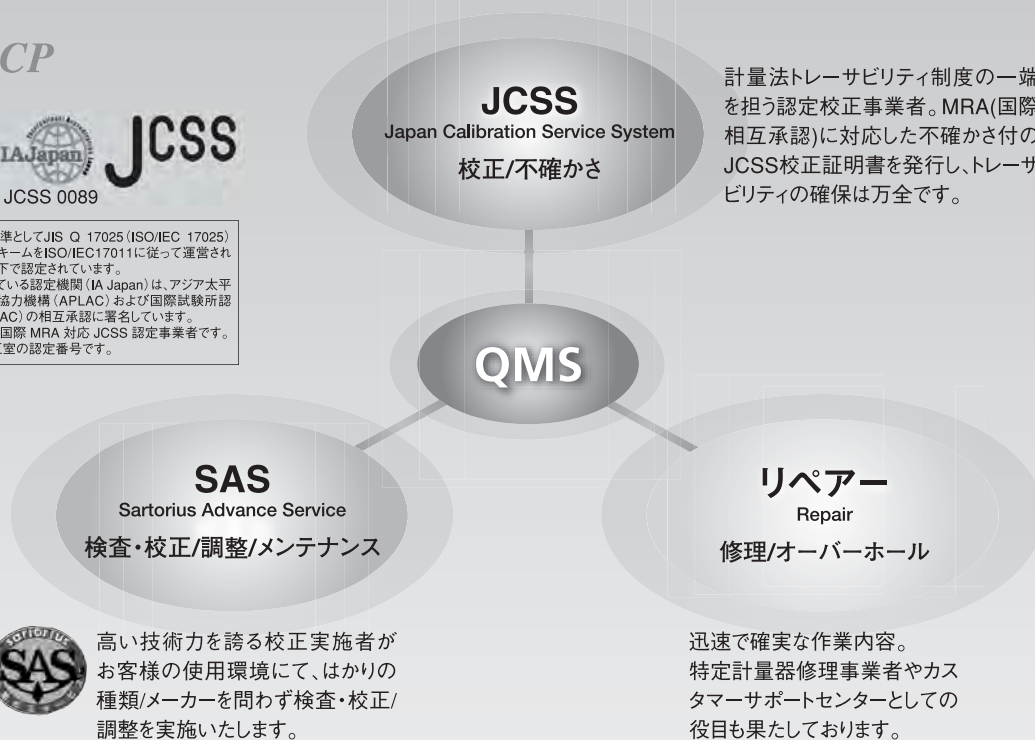 CP
JCSS
Japan Calibration Service System
校正/不確かさ
計量法トレーサビリティ制度の一端
を担う認定校正事業者。MRA(国際
相互承認)に対応した不確かさ付の
JCSS校正証明書を発行し、トレーサ
ビリティの確保は万全です。
IAJapan
JCSS
JCSS 0089
準としてJIS Q 17025(ISO/IEC 17025)
キームをISO/IEC17011に従って運営され
下で認定されています。
ている認定機関(IA Japan)は、アジア太平
協力機構(APLAC)および国際試験所認
AC)の相互承認に署名しています。
国際 MRA 対応 JCSS 認定事業者です。
室の認定番号です。
QMS
SAS
Sartorius Advance Service
検査・校正/調整/メンテナンス
リペアー
Repair
修理/オーバーホール
sartorius
SAS
高い技術力を誇る校正実施者が
お客様の使用環境にて、はかりの
種類/メーカーを問わず検査・校正/
調整を実施いたします。
迅速で確実な作業内容。
特定計量器修理事業者やカス
タマーサポートセンターとしての
役目も果たしております。